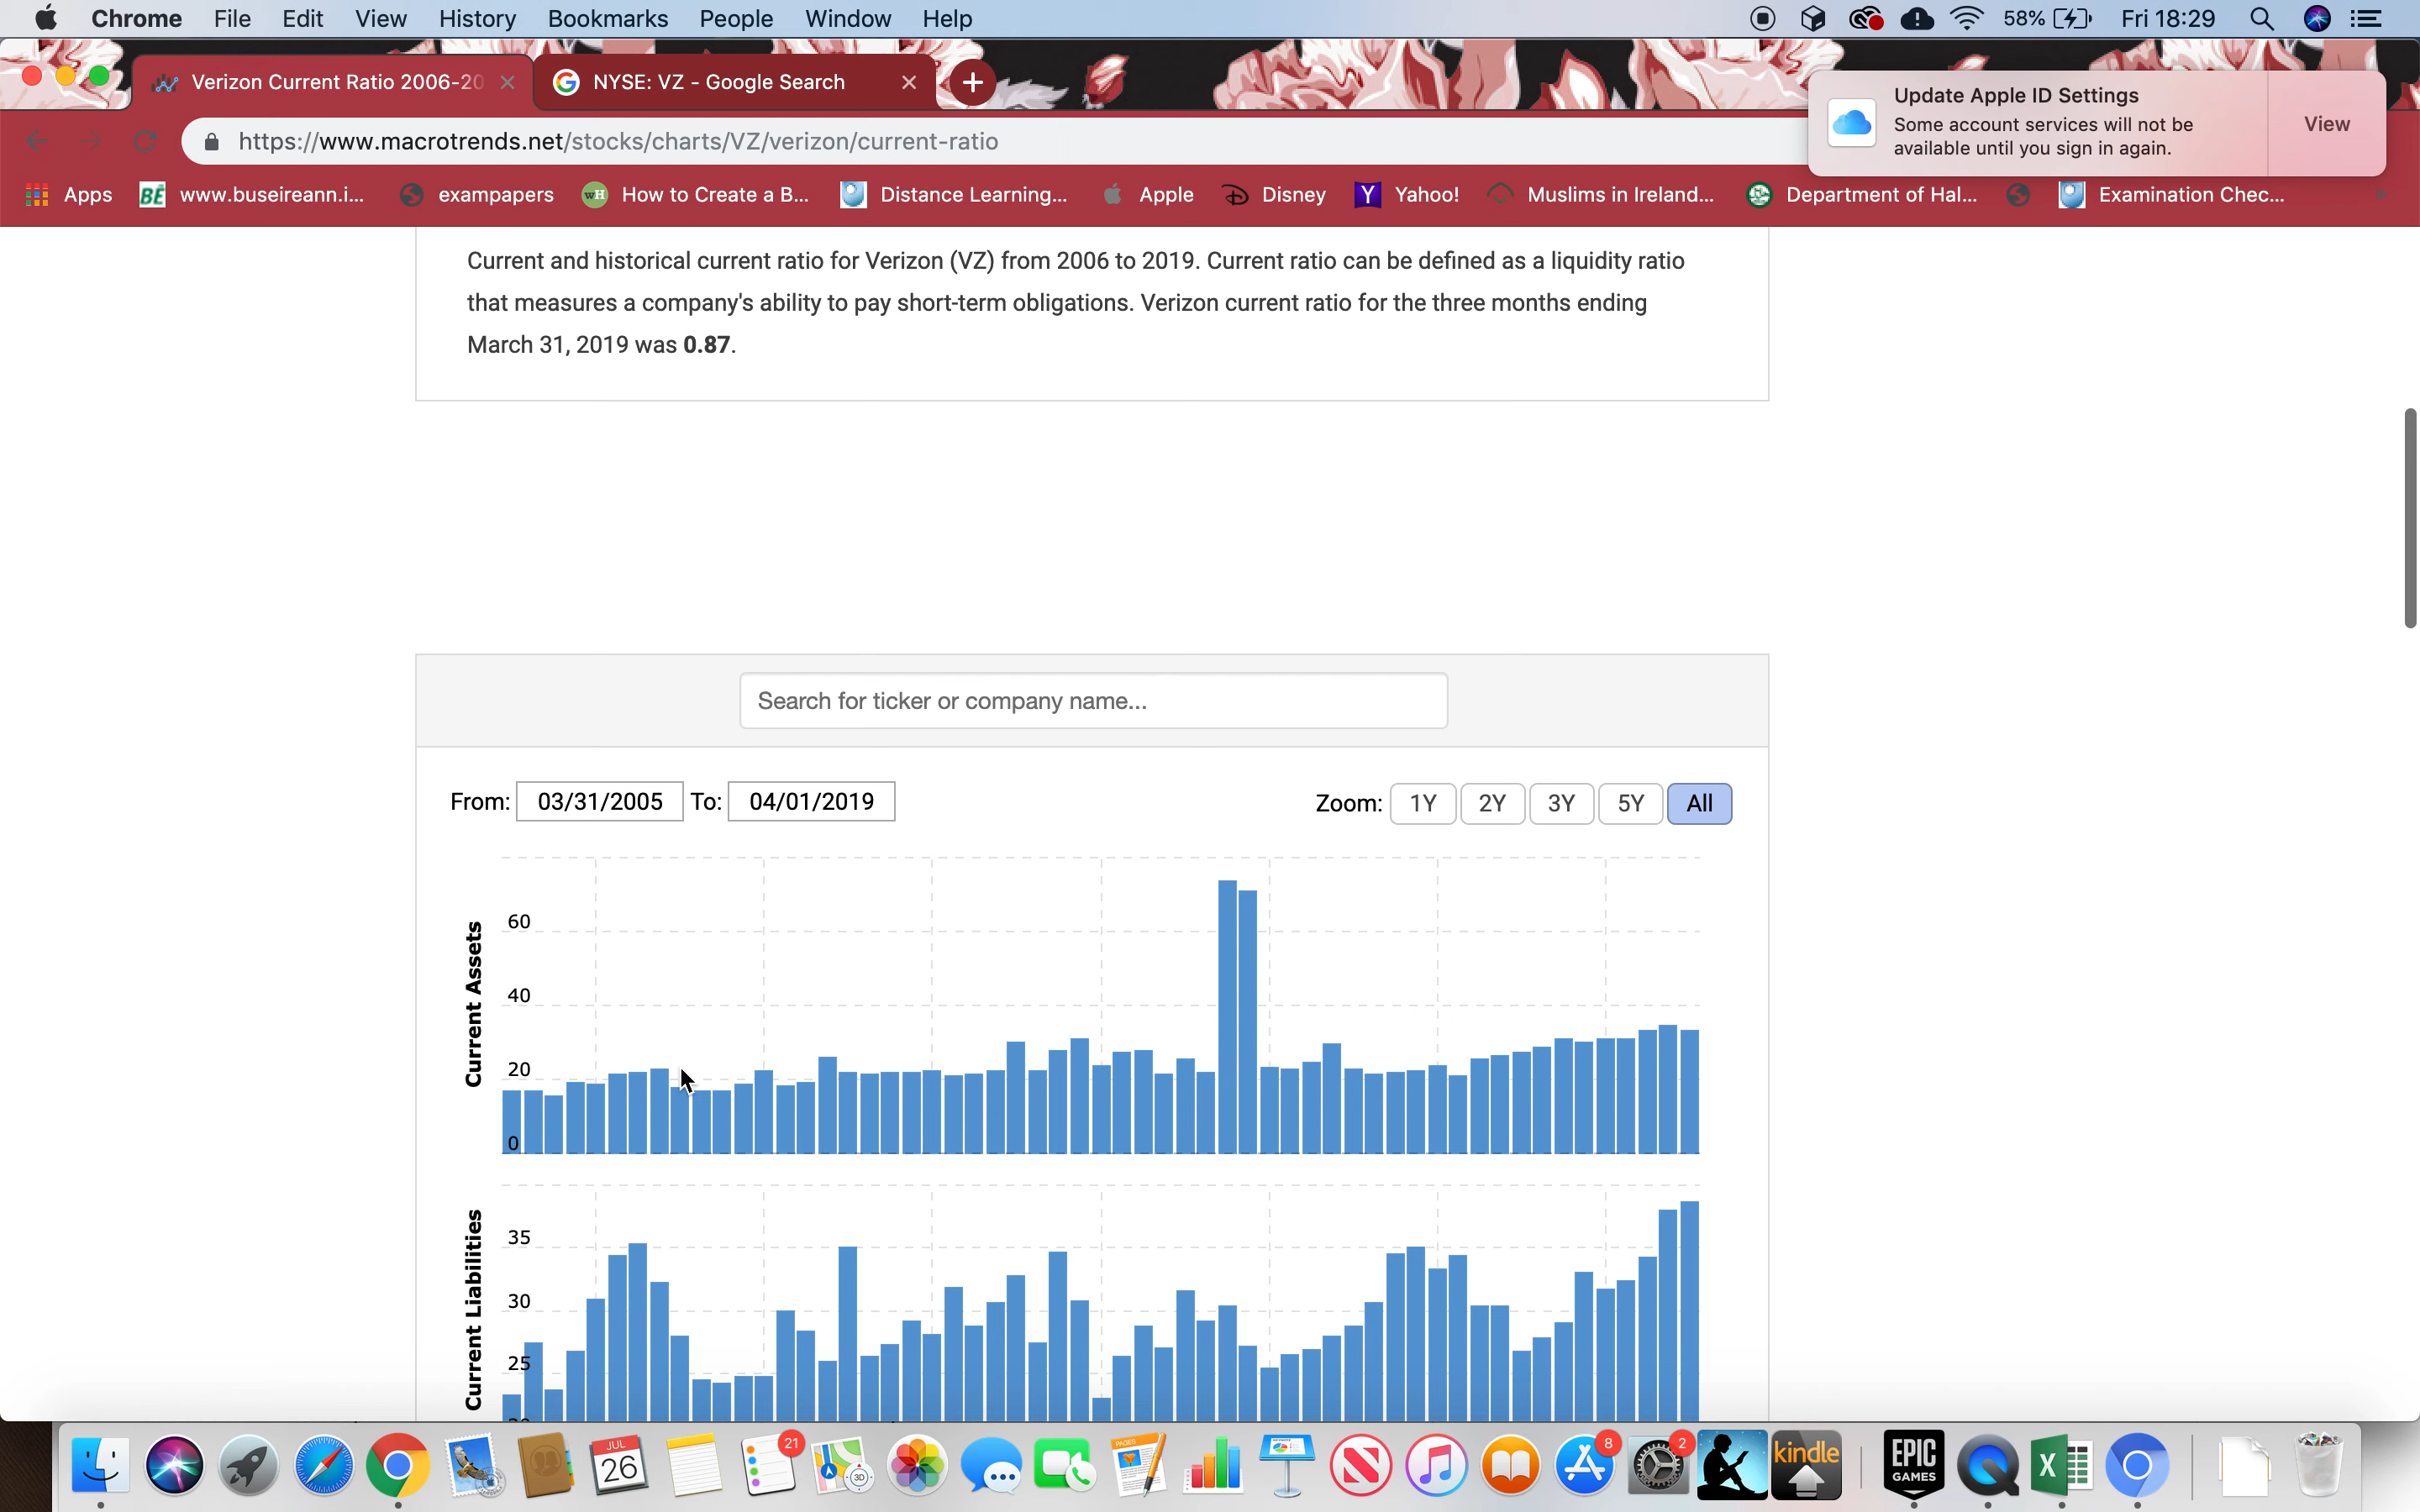 Chrome File Edit View History Bookmarks People Window Help 58% Fri 18:29
Verizon Current Ratio 2006-20 NYSE: VZ - Google Search
Update Apple ID Settings
Some account services will not be
available until you sign in again.
View
https://www.macrotrends.net/stocks/charts/VZ/verizon/current-ratio
Apps BÉ www.buseireann.i... exampapers wH How to Create a B... Distance Learning... Apple Disney Y Yahoo! Muslims in Ireland... Department of Hal... Examination Chec...
Current and historical current ratio for Verizon (VZ) from 2006 to 2019. Current ratio can be defined as a liquidity ratio
that measures a company's ability to pay short-term obligations. Verizon current ratio for the three months ending
March 31, 2019 was 0.87.
Search for ticker or company name...
From: 03/31/2005 To: 04/01/2019 Zoom: 1Y 2Y 3Y 5Y All
Current Assets
60
40
20
0
Current Liabilities
35
30
25
JUL
26
21
3D
PAGES
8
2
kindle
EPIC
GAMES
X